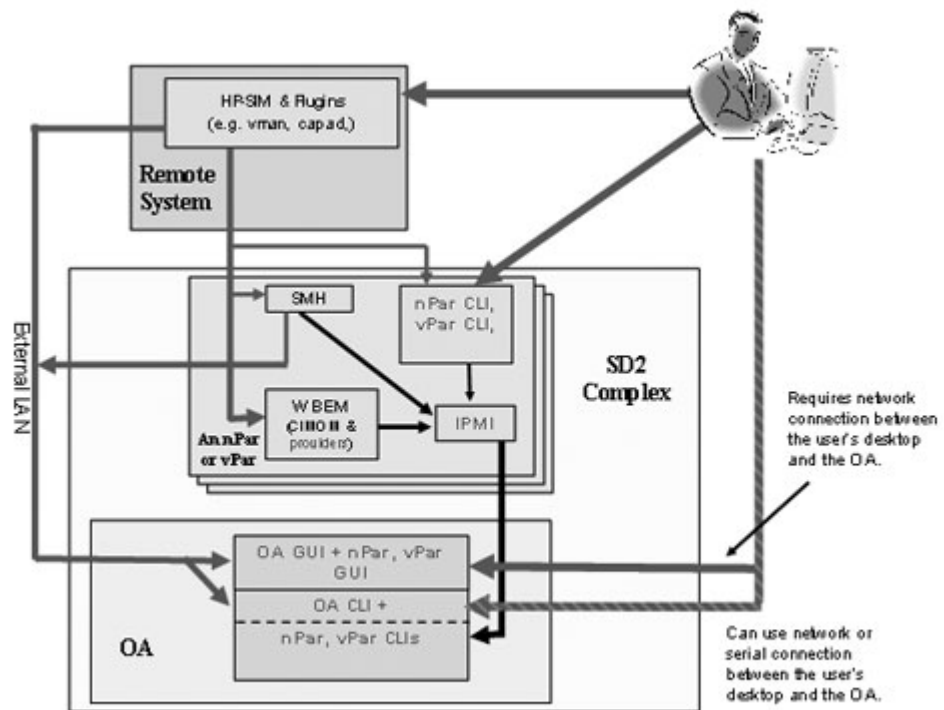 HP-SIM & Plugins
(e.g. vman, capad,)
Remote
System
External LAN
SMH
nPar CLI,
vPar CLI,
SD2
Complex
WBEM
(CIMOM &
providers)
IPMI
An nPar
or vPar
Requires network
connection between
the user's desktop
and the OA.
OA GUI + nPar, vPar
GUI
OA CLI +
nPar, vPar CLIs
OA
Can use network or
serial connection
between the user's
desktop and the OA.